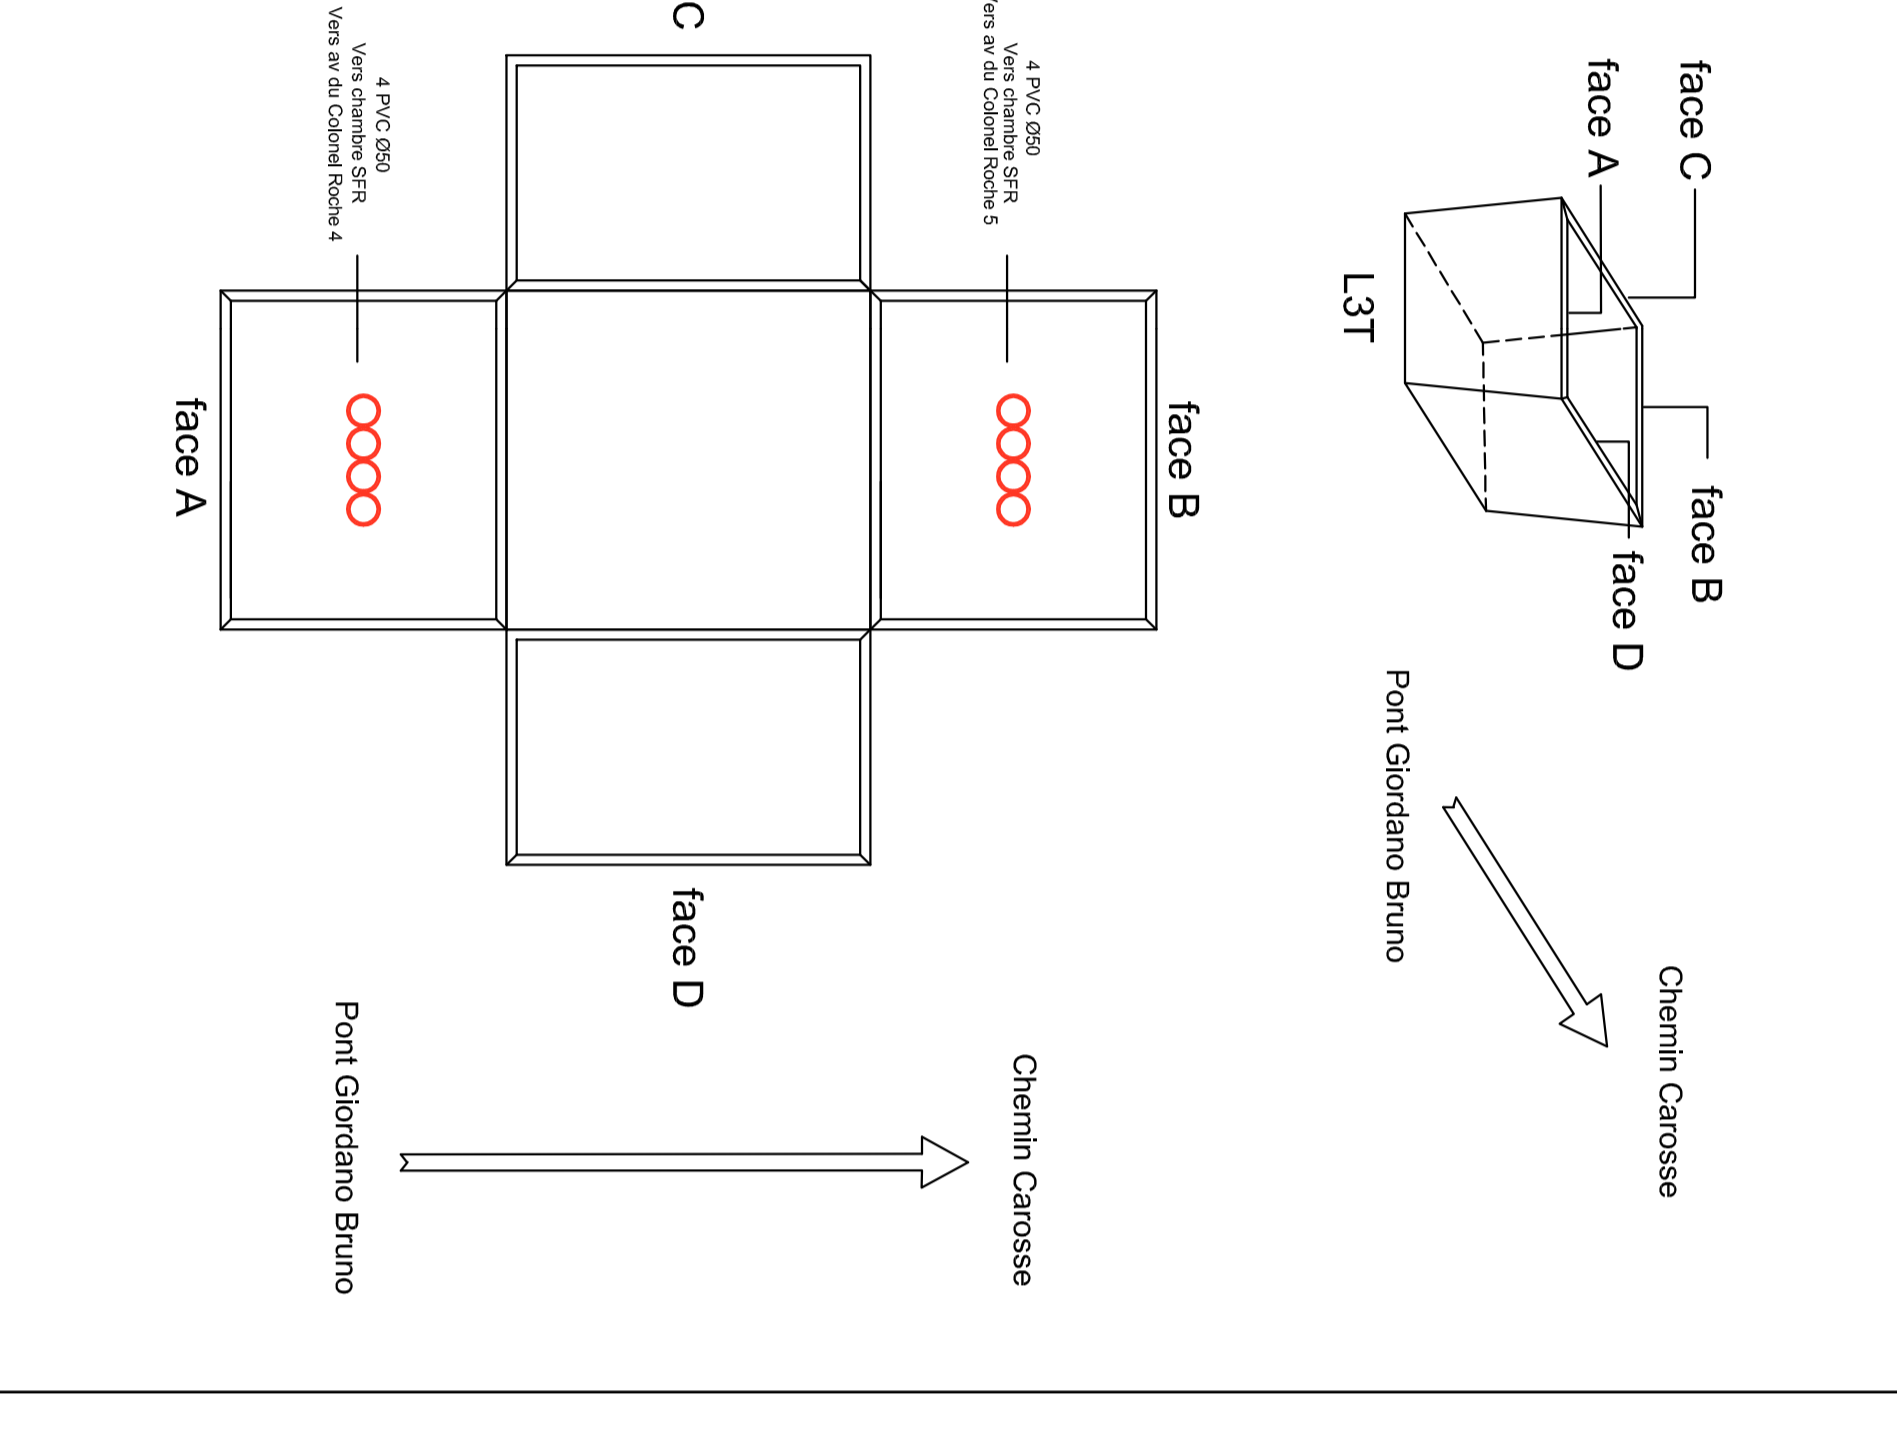 face C
face A
face B
face D
L3T
Pont Giordano Bruno
Chemin Carosse
face B
4 PVC Ø50
Vers chambre SFR
Vers av du Colonel Roche 5
C
face D
4 PVC Ø50
Vers chambre SFR
Vers av du Colonel Roche 4
face A
Chemin Carosse
Pont Giordano Bruno